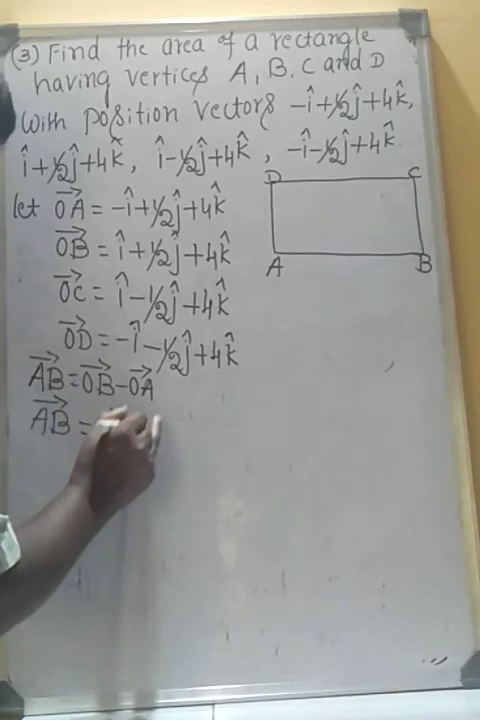 (3) Find the area of a rectangle
having vertices A, B, C and D
With position vectors -î+1/2ĵ+4k̂,
î+1/2ĵ+4k̂, î-1/2ĵ+4k̂, -î-1/2ĵ+4k̂
let OA⃗ = -î+1/2ĵ+4k̂
OB⃗ = î+1/2ĵ+4k̂
OC⃗ = î-1/2ĵ+4k̂
OD⃗ = -î-1/2ĵ+4k̂
AB⃗ = OB⃗ - OA⃗
AB⃗ =
D C
A B